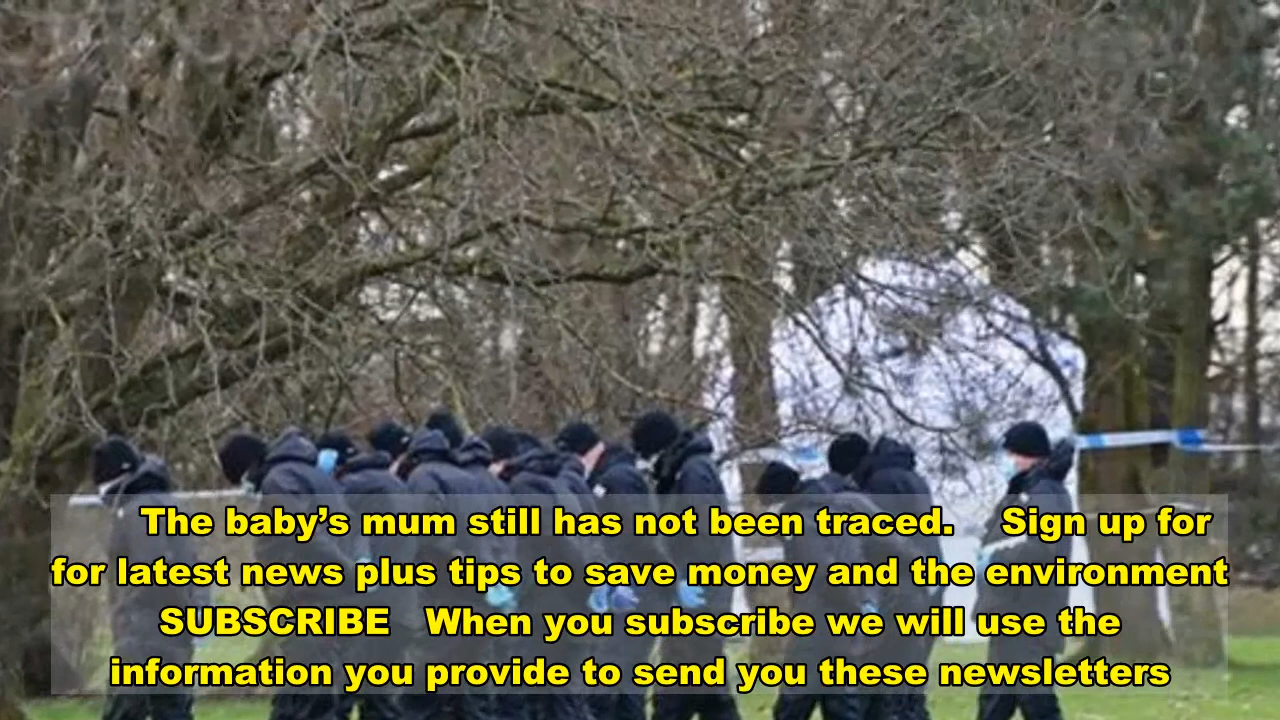 The baby’s mum still has not been traced. Sign up for
for latest news plus tips to save money and the environment
SUBSCRIBE When you subscribe we will use the
information you provide to send you these newsletters